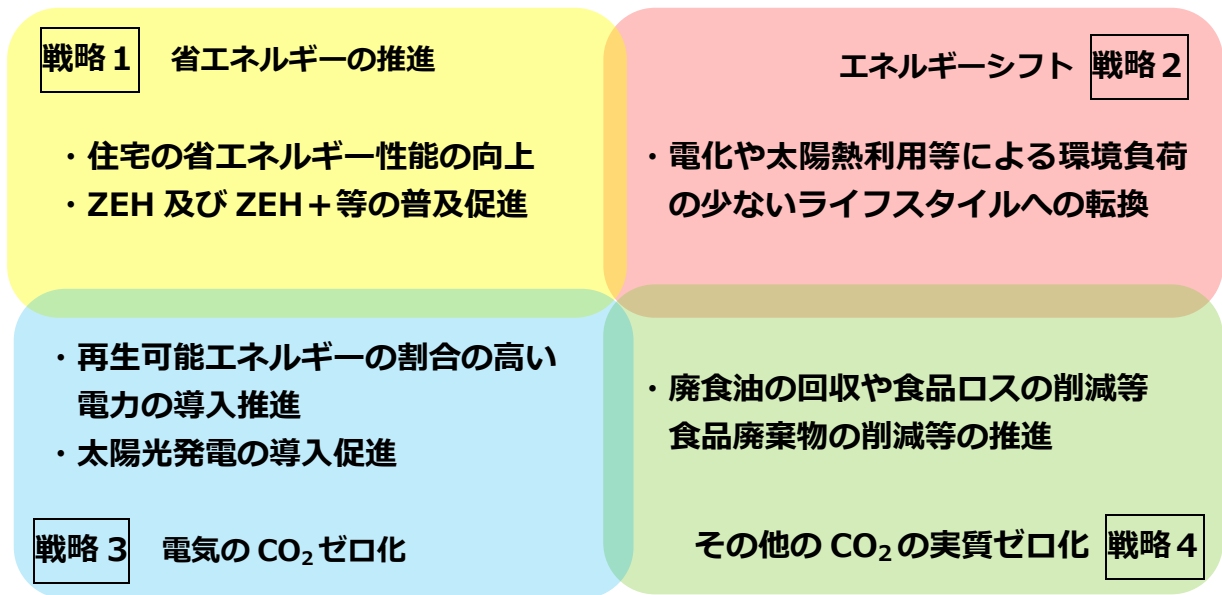 戦略１ 省エネルギーの推進
・住宅の省エネルギー性能の向上
・ZEH 及び ZEH＋等の普及促進
エネルギーシフト 戦略２
・電化や太陽熱利用等による環境負荷
の少ないライフスタイルへの転換
・再生可能エネルギーの割合の高い
電力の導入推進
・太陽光発電の導入促進
戦略３ 電気の CO₂ ゼロ化
・廃食油の回収や食品ロスの削減等
食品廃棄物の削減等の推進
その他の CO₂ の実質ゼロ化 戦略４